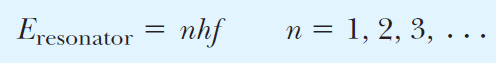 E_resonator = nhf n = 1, 2, 3, . . .